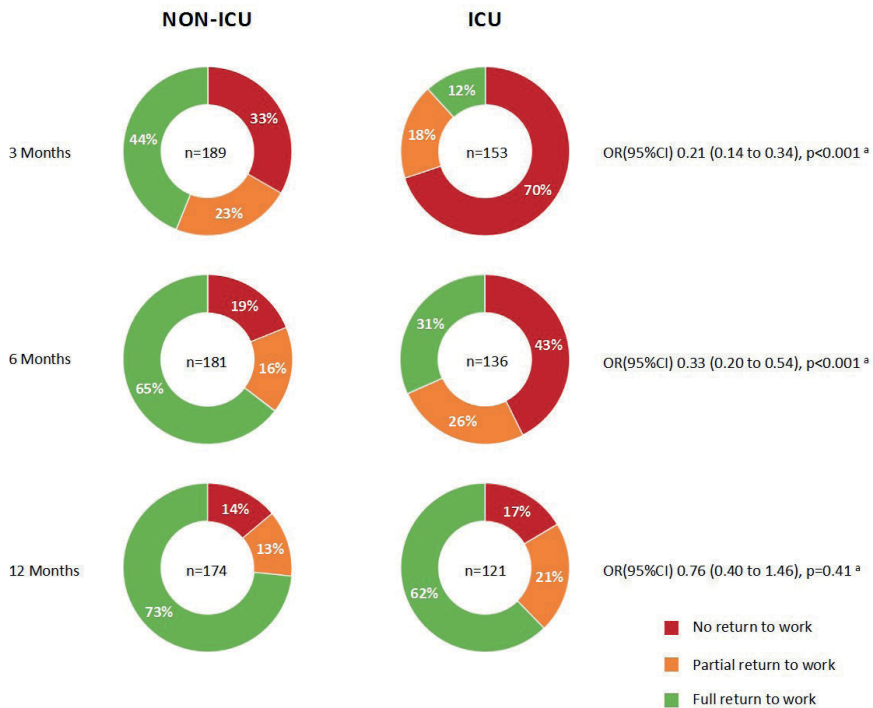 NON-ICU ICU
3 Months 44% 33% 23% n=189 12% 18% 70% n=153 OR(95%CI) 0.21 (0.14 to 0.34), p<0.001 ᵃ
6 Months 65% 19% 16% n=181 31% 43% 26% n=136 OR(95%CI) 0.33 (0.20 to 0.54), p<0.001 ᵃ
12 Months 73% 14% 13% n=174 62% 17% 21% n=121 OR(95%CI) 0.76 (0.40 to 1.46), p=0.41 ᵃ
No return to work
Partial return to work
Full return to work